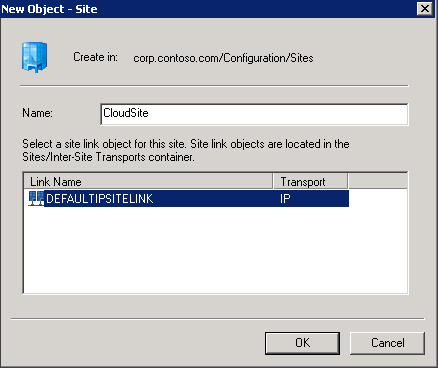 New Object - Site
Create in: corp.contoso.com/Configuration/Sites
Name: CloudSite
Select a site link object for this site. Site link objects are located in the
Sites/Inter-Site Transports container.
Link Name Transport
DEFAULTIPSITELINK IP
OK Cancel